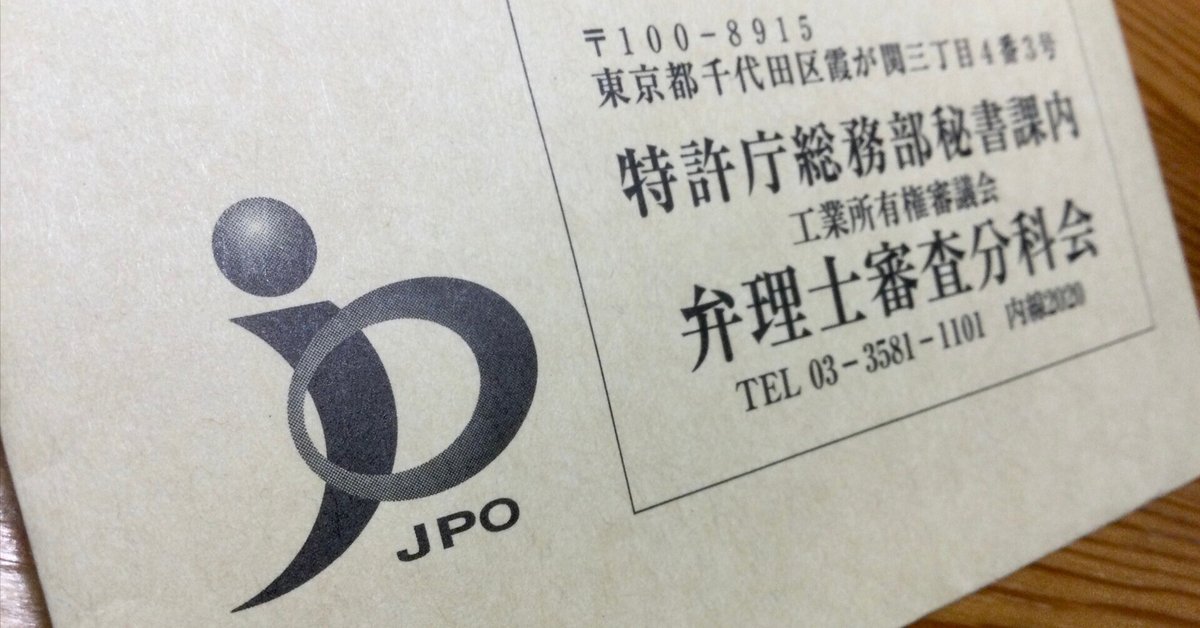 〒100-8915
東京都千代田区霞が関三丁目4番3号
特許庁総務部秘書課内
工業所有権審議会
弁理士審査分科会
TEL 03-3581-1101 内線2020
JPO